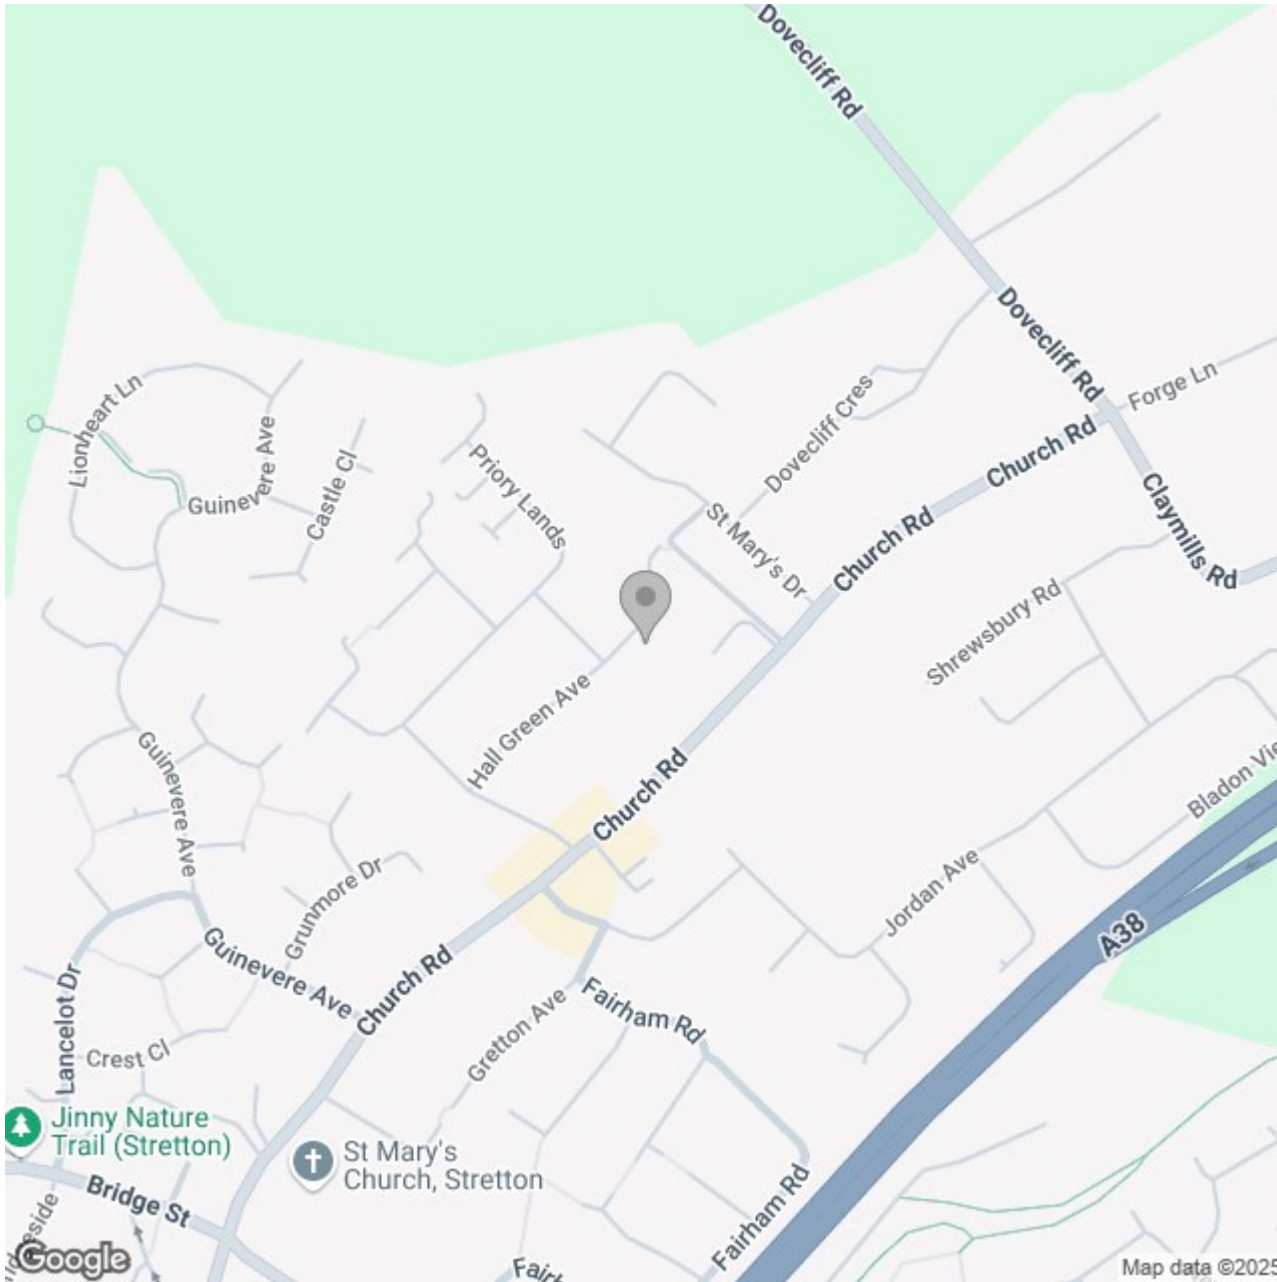 Dovecliff Rd
Dovecliff Rd
Forge Ln
Lionheart Ln
Dovecliff Cres
Church Rd
Guinevere Ave
Castle Cl
Priory Lands
Church Rd
St Mary's Dr
Claymills Rd
Shrewsbury Rd
Hall Green Ave
Guinevere Ave
Church Rd
Bladon Vie
Jordan Ave
Grunmore Dr
A38
Guinevere Ave
Church Rd
Lancelot Dr
Fairham Rd
Gretton Ave
Crest Cl
Jinny Nature
Trail (Stretton)
St Mary's
Church, Stretton
Bridge St
Fairham Rd
Google
Map data ©2025